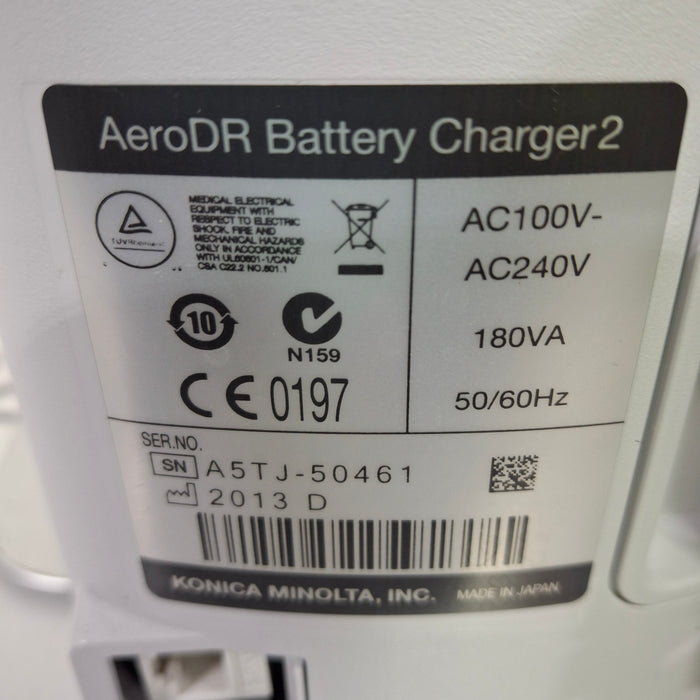 AeroDR Battery Charger2
TÜVRheinland
MEDICAL ELECTRICAL
EQUIPMENT WITH
RESPECT TO ELECTRIC
SHOCK, FIRE AND
MECHANICAL HAZARDS
ONLY IN ACCORDANCE
WITH UL60601-1/CAN/
CSA C22.2 NO.601.1
10
N159
CE 0197
AC100V-
AC240V
180VA
50/60Hz
SER.NO.
SN A5TJ-50461
2013 D
KONICA MINOLTA, INC. MADE IN JAPAN